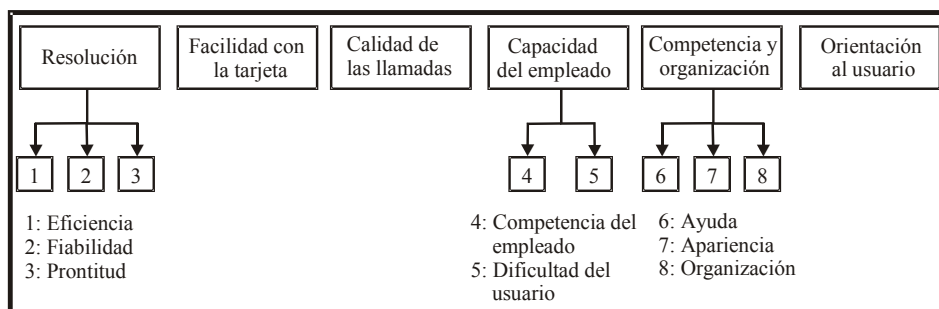 Resolución
Facilidad con
la tarjeta
Calidad de
las llamadas
Capacidad
del empleado
Competencia y
organización
Orientación
al usuario
1
2
3
4
5
6
7
8
1: Eficiencia
2: Fiabilidad
3: Prontitud
4: Competencia del
empleado
5: Dificultad del
usuario
6: Ayuda
7: Apariencia
8: Organización